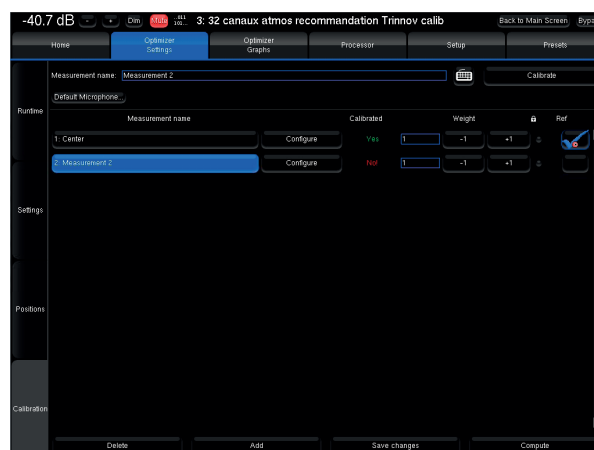 -40.7 dB - + Dim Mute 3: 32 canaux atmos recommandation Trinnov calib Back to Main Screen Bypa
Home Optimizer Settings Optimizer Graphs Processor Setup Presets
Measurement name: Measurement 2 Calibrate
Default Microphone...
Runtime
Measurement name Calibrated Weight Ref
1: Center Configure Yes 1 -1 +1
2: Measurement 2 Configure No! 1 -1 +1
Settings
Positions
Calibration
Delete Add Save changes Compute